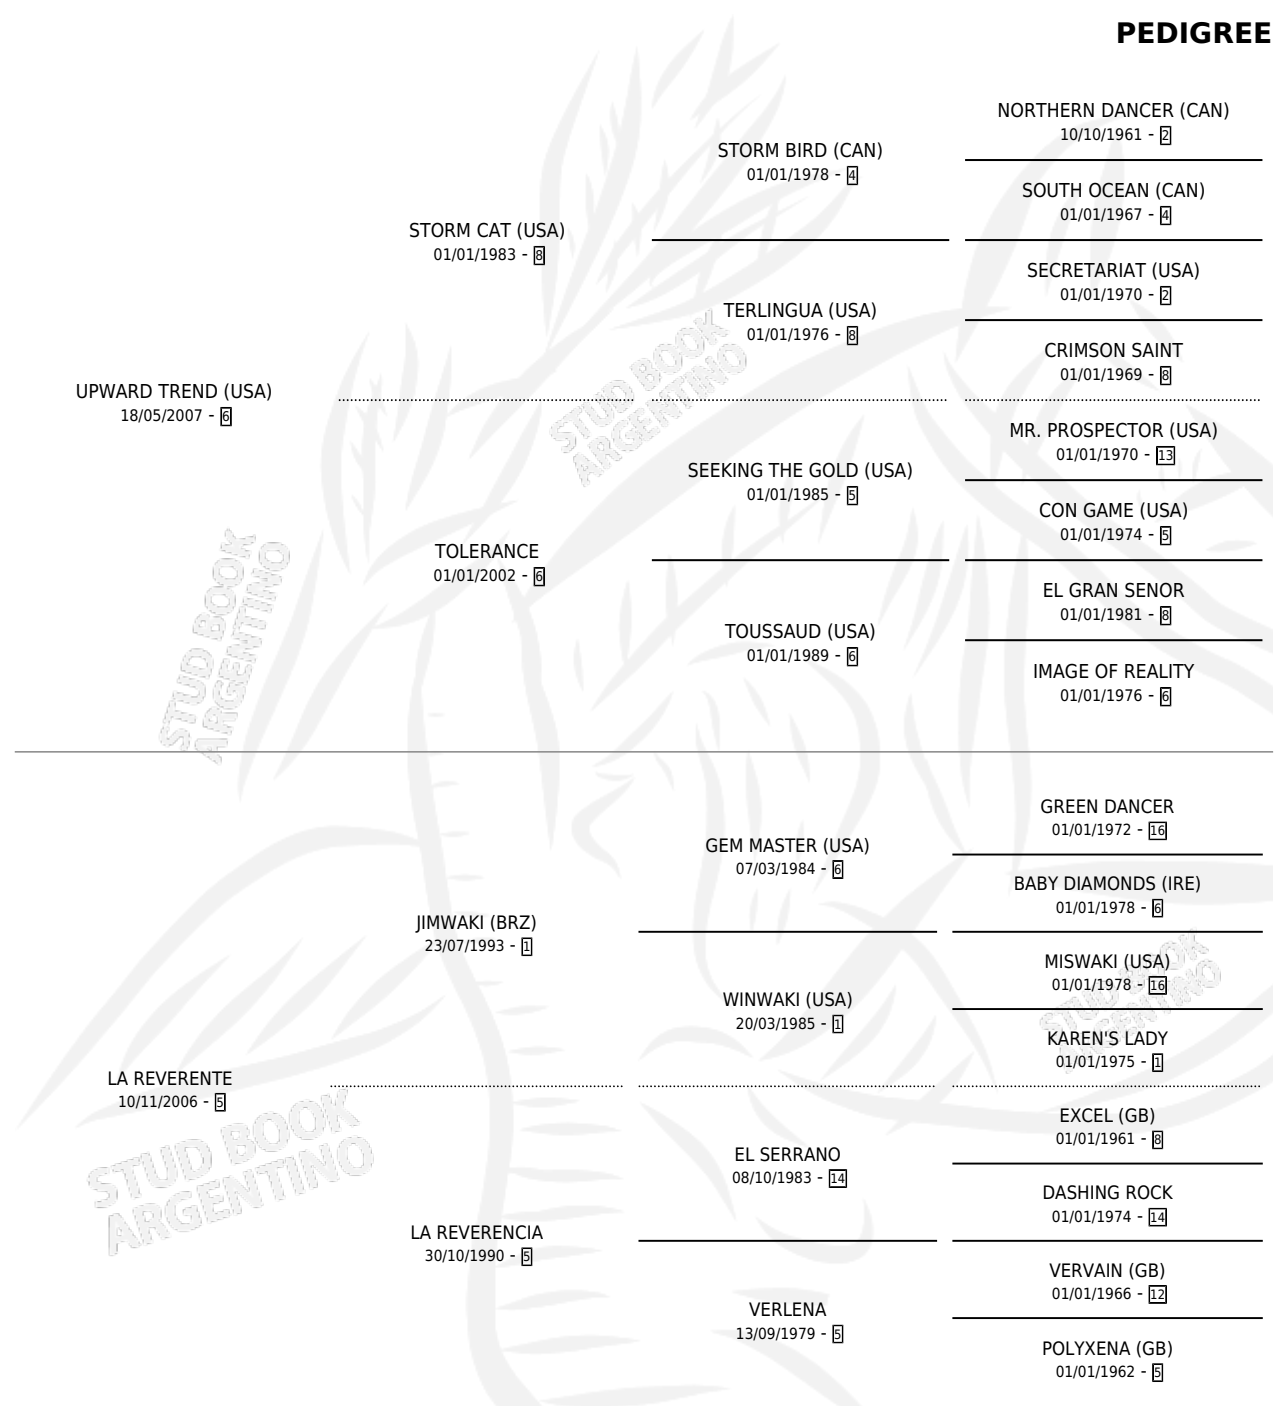 PEDIGREE
NORTHERN DANCER (CAN)
10/10/1961 - 2
STORM BIRD (CAN)
01/01/1978 - 4
SOUTH OCEAN (CAN)
01/01/1967 - 4
STORM CAT (USA)
01/01/1983 - 8
SECRETARIAT (USA)
01/01/1970 - 2
TERLINGUA (USA)
01/01/1976 - 8
CRIMSON SAINT
01/01/1969 - 8
UPWARD TREND (USA)
18/05/2007 - 6
STUD BOOK
ARGENTINO
MR. PROSPECTOR (USA)
01/01/1970 - 13
SEEKING THE GOLD (USA)
01/01/1985 - 5
CON GAME (USA)
01/01/1974 - 5
TOLERANCE
01/01/2002 - 6
EL GRAN SENOR
01/01/1981 - 8
TOUSSAUD (USA)
01/01/1989 - 6
IMAGE OF REALITY
01/01/1976 - 6
STUD BOOK
ARGENTINO
GREEN DANCER
01/01/1972 - 16
GEM MASTER (USA)
07/03/1984 - 6
BABY DIAMONDS (IRE)
01/01/1978 - 6
JIMWAKI (BRZ)
23/07/1993 - 1
MISWAKI (USA)
01/01/1978 - 16
WINWAKI (USA)
20/03/1985 - 1
STUD BOOK
ARGENTINO
KAREN'S LADY
01/01/1975 - 1
LA REVERENTE
10/11/2006 - 5
EXCEL (GB)
01/01/1961 - 8
EL SERRANO
08/10/1983 - 14
STUD BOOK
ARGENTINO
DASHING ROCK
01/01/1974 - 14
LA REVERENCIA
30/10/1990 - 5
VERVAIN (GB)
01/01/1966 - 12
VERLENA
13/09/1979 - 5
POLYXENA (GB)
01/01/1962 - 5